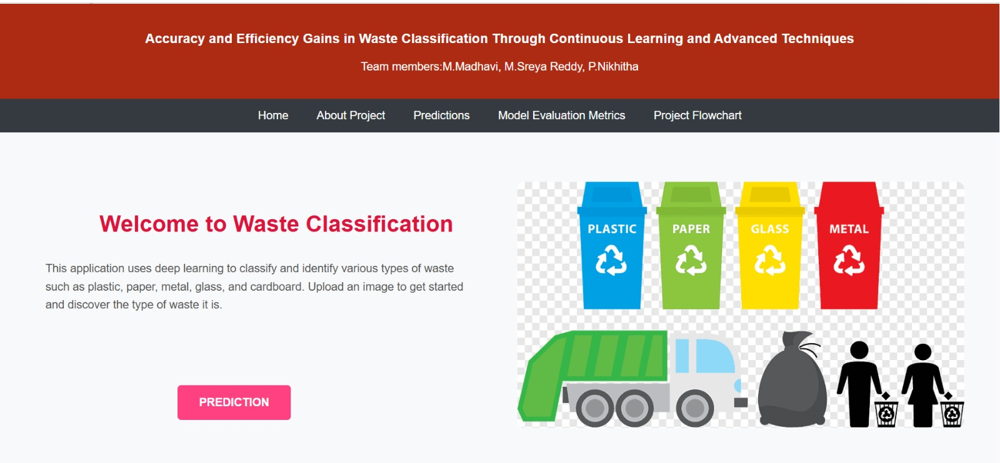 Accuracy and Efficiency Gains in Waste Classification Through Continuous Learning and Advanced Techniques
Team members:M.Madhavi, M.Sreya Reddy, P.Nikhitha
Home About Project Predictions Model Evaluation Metrics Project Flowchart
Welcome to Waste Classification
This application uses deep learning to classify and identify various types of waste
such as plastic, paper, metal, glass, and cardboard. Upload an image to get started
and discover the type of waste it is.
PREDICTION
PLASTIC PAPER GLASS METAL